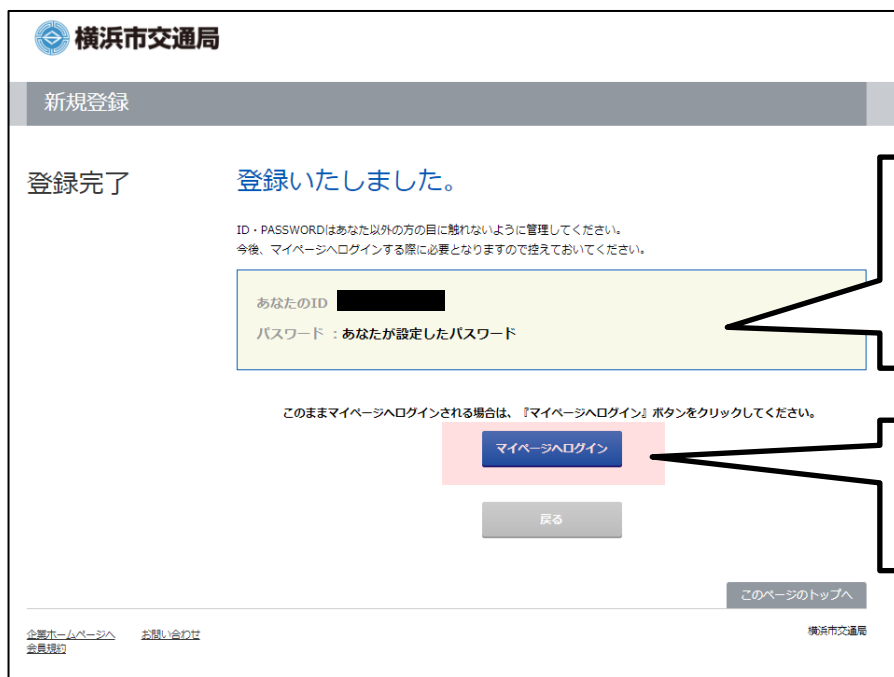 横浜市交通局
新規登録
登録完了
登録いたしました。
ID・PASSWORDはあなた以外の方の目に触れないように管理してください。
今後、マイページへログインする際に必要となりますので控えておいてください。
あなたのID
パスワード ：あなたが設定したパスワード
このままマイページへログインされる場合は、『マイページへログイン』ボタンをクリックしてください。
マイページへログイン
戻る
このページのトップへ
企業ホームページへ お問い合わせ
会員規約
横浜市交通局